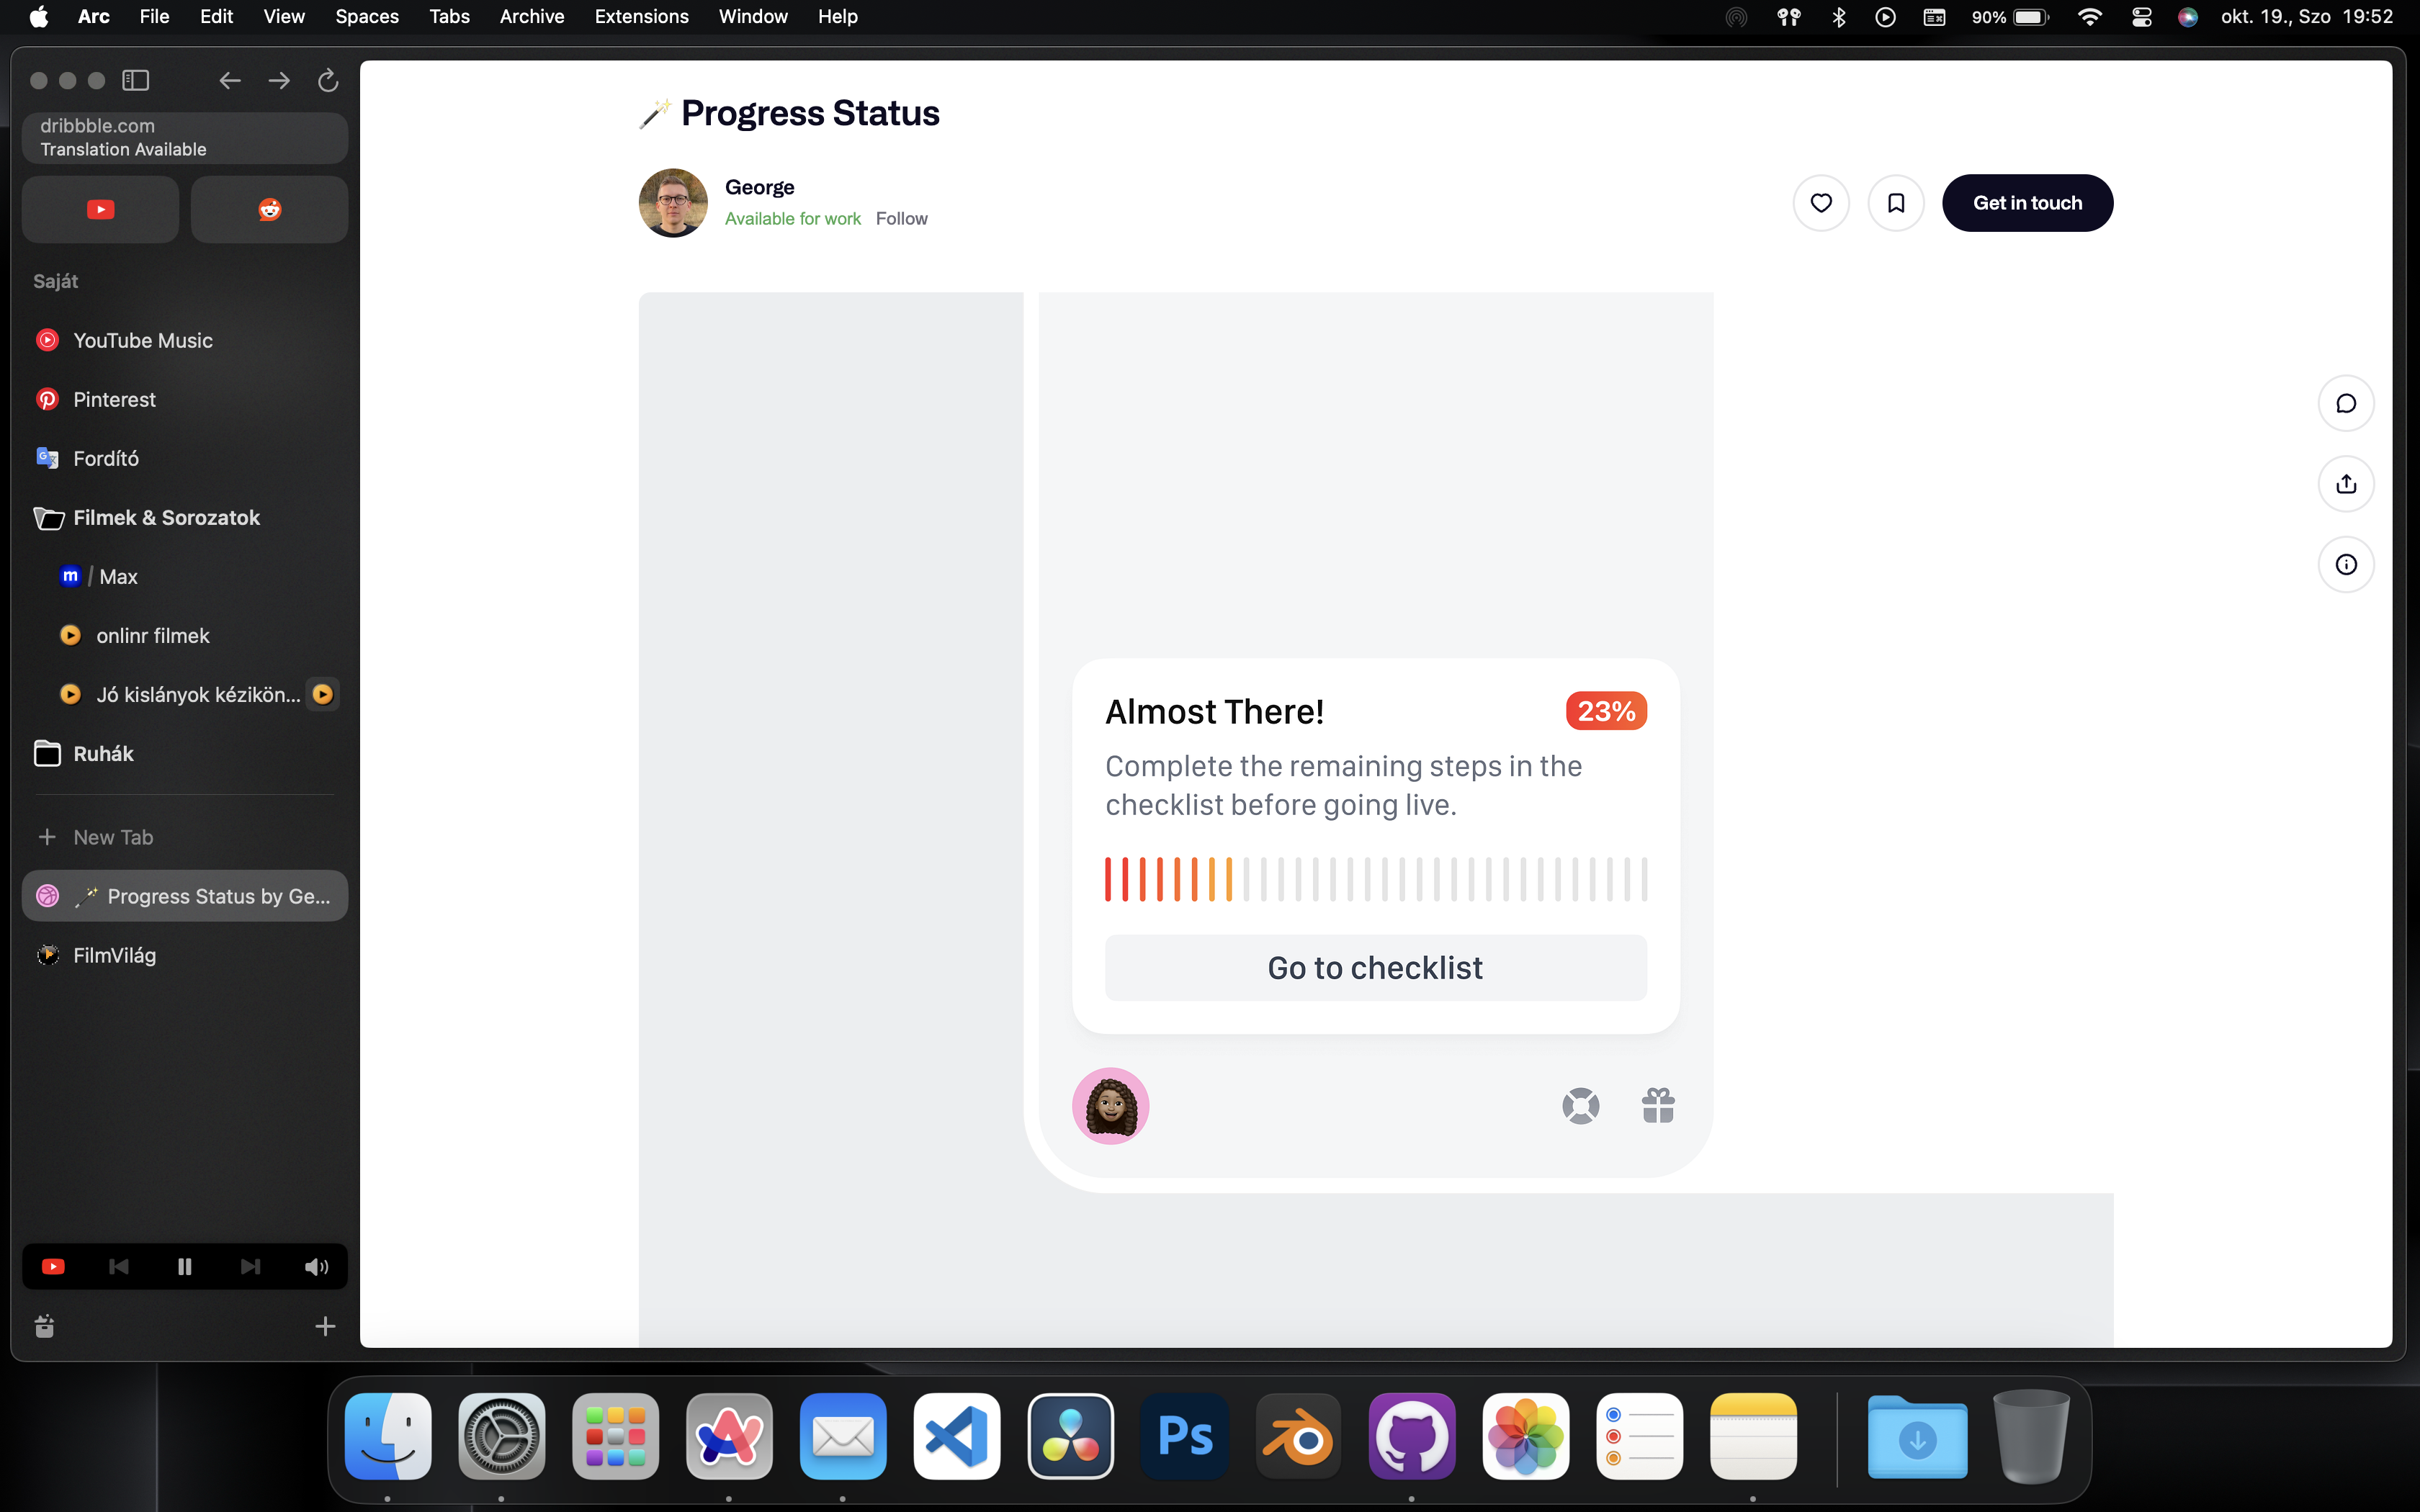 Arc File Edit View Spaces Tabs Archive Extensions Window Help 90% okt. 19., Szo 19:52
dribbble.com
Translation Available
Saját
YouTube Music
Pinterest
Fordító
Filmek & Sorozatok
m / Max
onlinr filmek
Jó kislányok kézikön...
Ruhák
New Tab
Progress Status by Ge...
FilmVilág
Progress Status
George
Available for work Follow
Get in touch
Almost There! 23%
Complete the remaining steps in the
checklist before going live.
Go to checklist
Ps